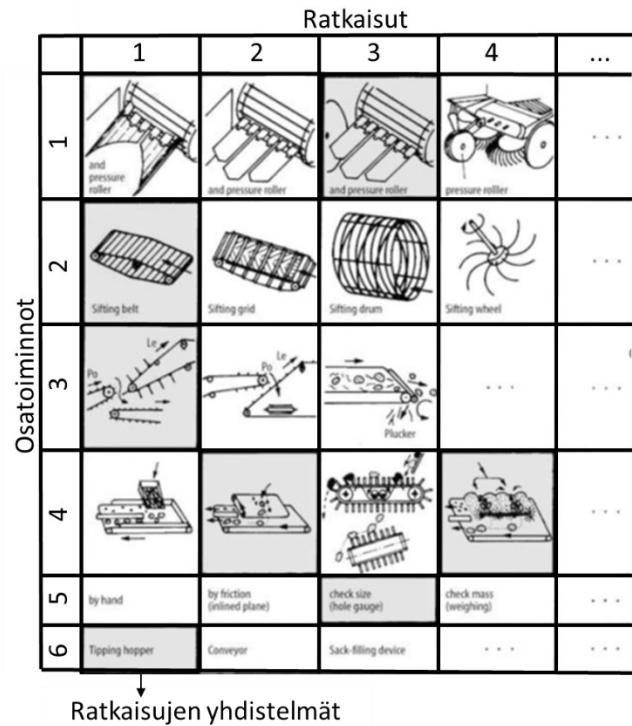 Ratkaisut
1 2 3 4 ...
Osatoiminnot
1
and
pressure
roller
and pressure roller
and pressure roller
pressure rolller
. . .
2
Sifting belt
Sifting grid
Sifting drum
Sifting wheel
. . .
3
Po
Le
Po
Le
Plucker
. . .
. . .
4
. . .
5
by hand
by friction
(inlined plane)
check size
(hole gauge)
check mass
(weighing)
. . .
6
Tipping hopper
Conveyor
Sack-filling device
. . .
. . .
Ratkaisujen yhdistelmät